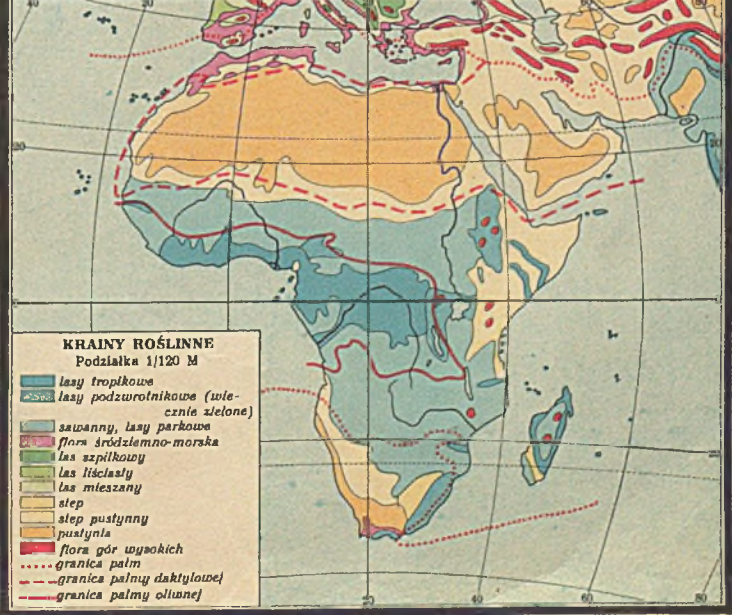 KRAINY ROŚLINNE
Podziałka 1/120 M
lasy tropikowe
lasy podzwrotnikowe (wie-
cznie zielone)
sawanny, lasy parkowe
flora śródziemno-morska
las szpilkowy
las liściasty
las mieszany
step
step pustynny
pustynia
flora gór wysokich
granica palm
granica palmy daktylowej
granica palmy oliwnej